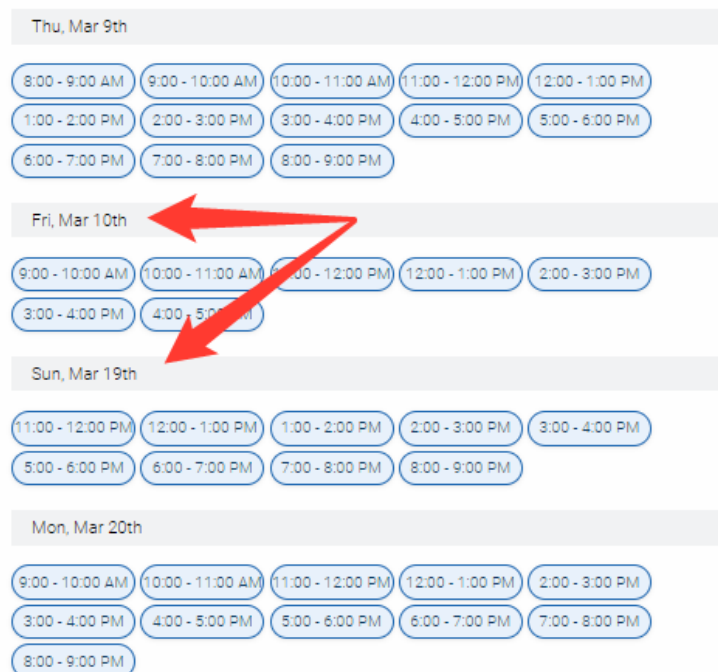 Thu, Mar 9th
8:00 - 9:00 AM 9:00 - 10:00 AM 10:00 - 11:00 AM 11:00 - 12:00 PM 12:00 - 1:00 PM
1:00 - 2:00 PM 2:00 - 3:00 PM 3:00 - 4:00 PM 4:00 - 5:00 PM 5:00 - 6:00 PM
6:00 - 7:00 PM 7:00 - 8:00 PM 8:00 - 9:00 PM
Fri, Mar 10th
9:00 - 10:00 AM 10:00 - 11:00 AM - 12:00 PM 12:00 - 1:00 PM 2:00 - 3:00 PM
3:00 - 4:00 PM 4:00 -
Sun, Mar 19th
11:00 - 12:00 PM 12:00 - 1:00 PM 1:00 - 2:00 PM 2:00 - 3:00 PM 3:00 - 4:00 PM
5:00 - 6:00 PM 6:00 - 7:00 PM 7:00 - 8:00 PM 8:00 - 9:00 PM
Mon, Mar 20th
9:00 - 10:00 AM 10:00 - 11:00 AM 11:00 - 12:00 PM 12:00 - 1:00 PM 2:00 - 3:00 PM
3:00 - 4:00 PM 4:00 - 5:00 PM 5:00 - 6:00 PM 6:00 - 7:00 PM 7:00 - 8:00 PM
8:00 - 9:00 PM